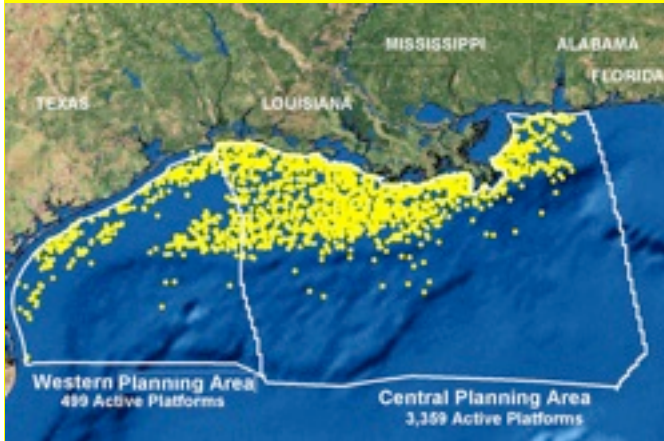 MISSISSIPPI
ALABAMA
FLORIDA
TEXAS
LOUISIANA
Western Planning Area
499 Active Platforms
Central Planning Area
3,359 Active Platforms